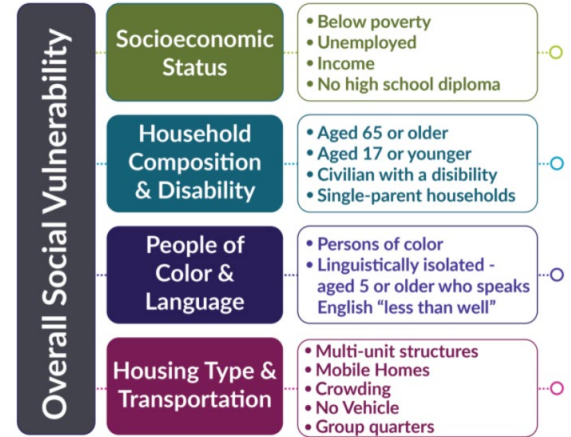 Overall Social Vulnerability
Socioeconomic
Status
• Below poverty
• Unemployed
• Income
• No high school diploma
Household
Composition
& Disability
• Aged 65 or older
• Aged 17 or younger
• Civilian with a disibility
• Single-parent households
People of
Color &
Language
• Persons of color
• Linguistically isolated -
aged 5 or older who speaks
English “less than well”
Housing Type &
Transportation
• Multi-unit structures
• Mobile Homes
• Crowding
• No Vehicle
• Group quarters